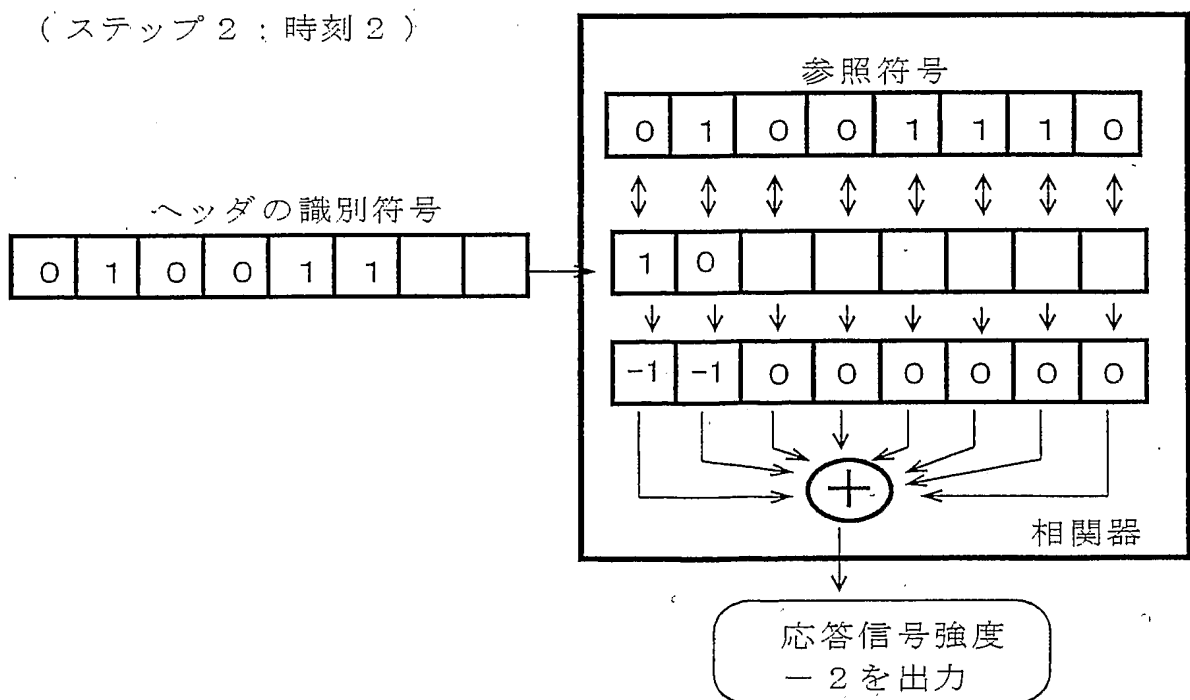 （ステップ2：時刻2）
参照符号
0 1 0 0 1 1 1 0
ヘッダの識別符号
0 1 0 0 1 1
1 0
-1 -1 0 0 0 0 0 0
+
相関器
応答信号強度
－2を出力